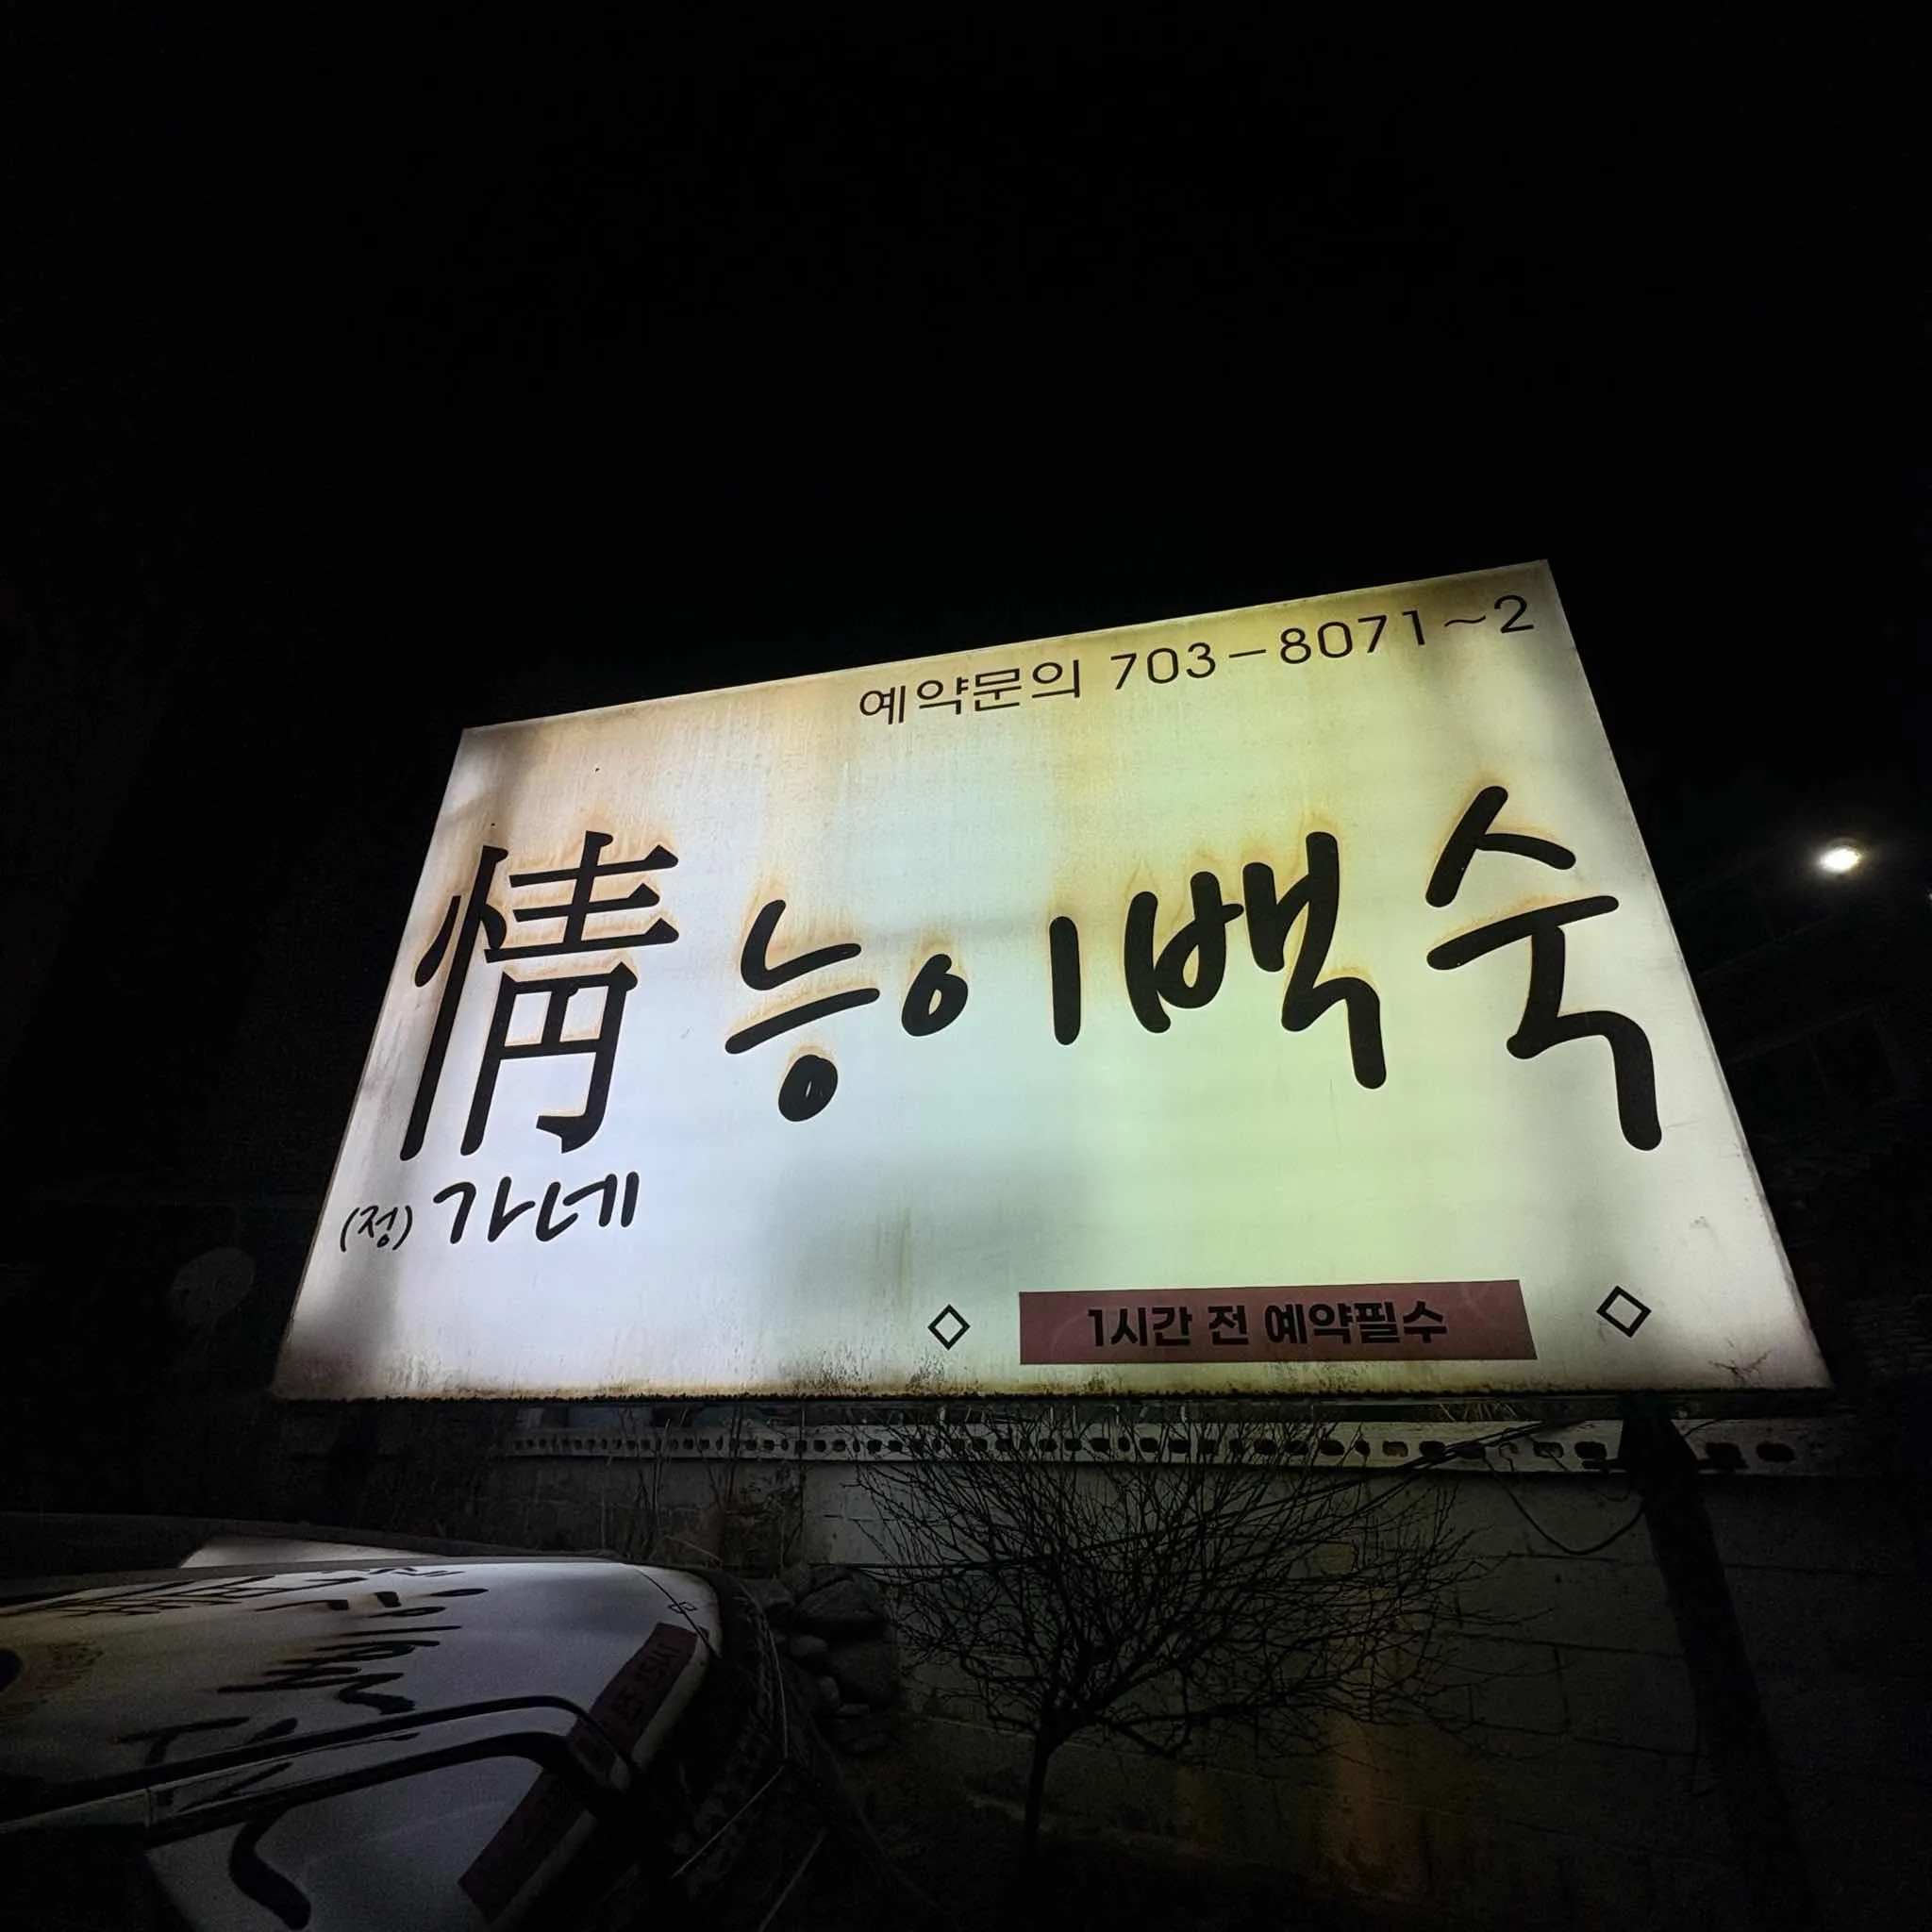 예약문의 703-8071~2
情 능이백숙
(정) 가네
◇ 1시간 전 예약필수 ◇